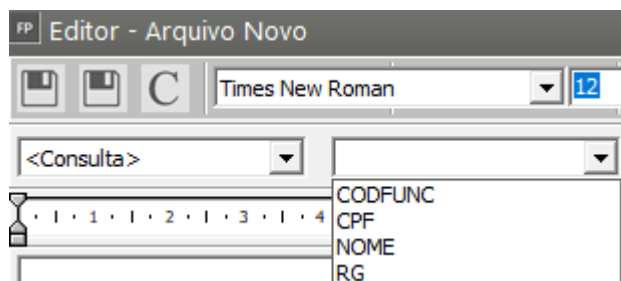 FP Editor - Arquivo Novo
C Times New Roman 12
<Consulta>
1 2 3 4
CODFUNC
CPF
NOME
RG